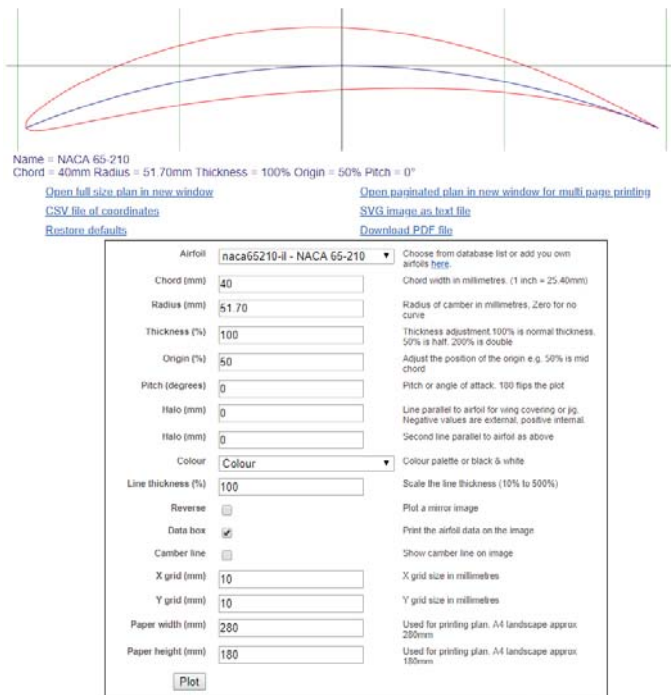 Name = NACA 65-210
Chord = 40mm Radius = 51.70mm Thickness = 100% Origin = 50% Pitch = 0°
Open full size plan in new window
Open paginated plan in new window for multi page printing
CSV file of coordinates
SVG image as text file
Restore defaults
Download PDF file
Airfoil naca65210-il - NACA 65-210 Choose from database list or add you own
airfoils here.
Chord (mm) 40 Chord width in millimetres. (1 inch = 25.40mm)
Radius (mm) 51.70 Radius of camber in millimetres. Zero for no
curve
Thickness (%) 100 Thickness adjustment.100% is normal thickness.
50% is half. 200% is double
Origin (%) 50 Adjust the position of the origin e.g. 50% is mid
chord
Pitch (degrees) 0 Pitch or angle of attack. 180 flips the plot
Halo (mm) 0 Line parallel to airfoil for wing covering or jig.
Negative values are external, positive internal.
Halo (mm) 0 Second line parallel to airfoil as above
Colour Colour Colour palette or black & white
Line thickness (%) 100 Scale the line thickness (10% to 500%)
Reverse Plot a mirror image
Data box Print the airfoil data on the image
Camber line Show camber line on image
X grid (mm) 10 X grid size in millimetres
Y grid (mm) 10 Y grid size in millimetres
Paper width (mm) 280 Used for printing plan. A4 landscape approx
280mm
Paper height (mm) 180 Used for printing plan. A4 landscape approx
180mm
Plot